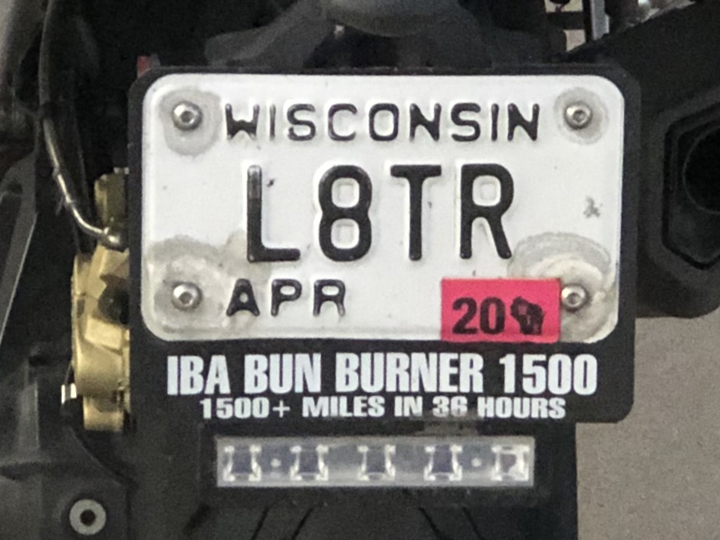 WISCONSIN
L8TR
APR
20
IBA BUN BURNER 1500
1500+ MILES IN 36 HOURS